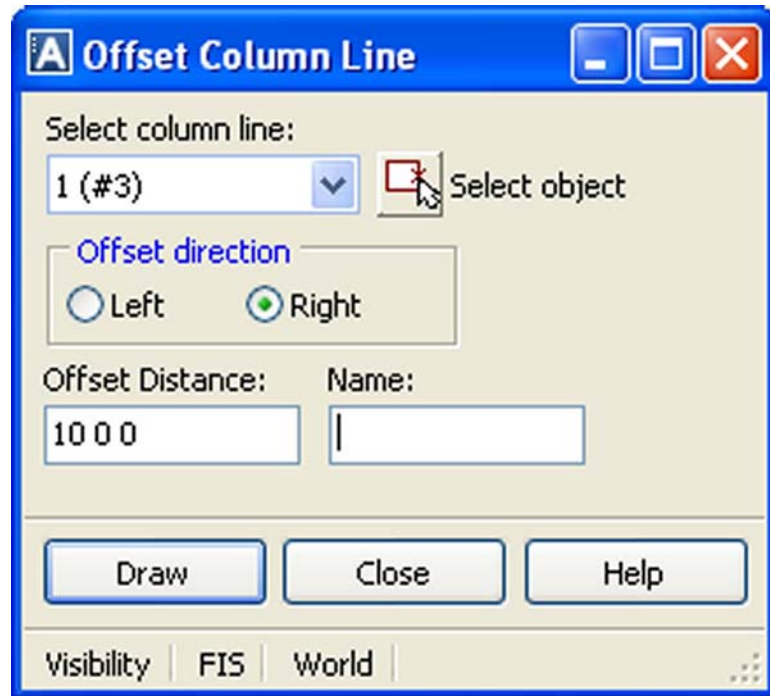 A Offset Column Line
Select column line:
1 (#3)
Select object
Offset direction
Left Right
Offset Distance: Name:
10 0 0
Draw Close Help
Visibility FIS World